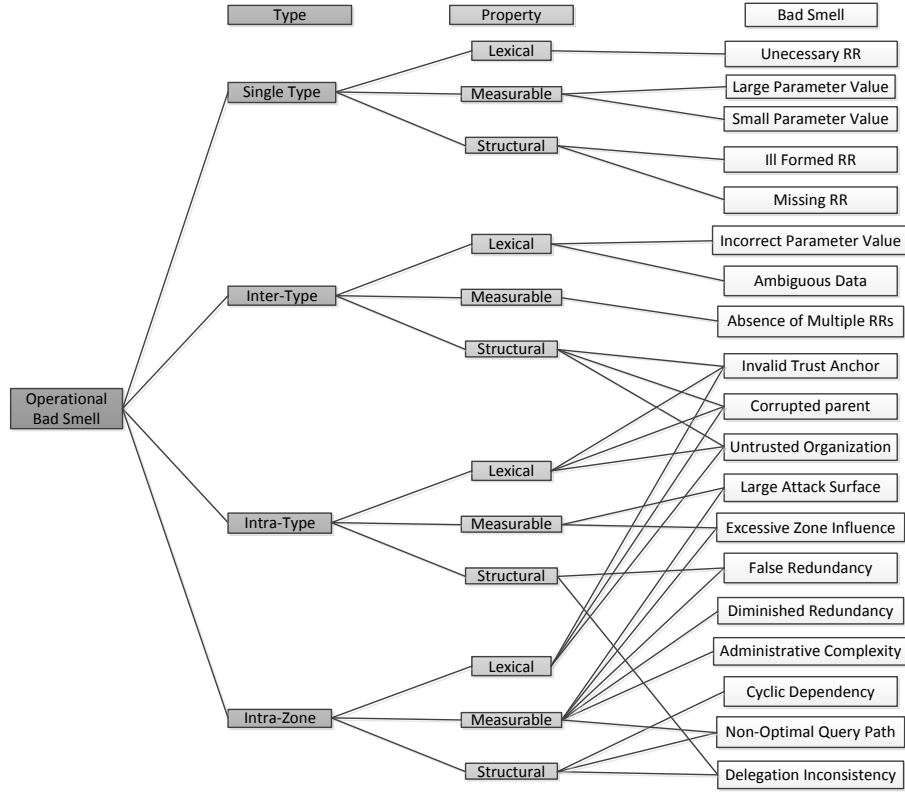 Type
Property
Bad Smell
Lexical
Unecessary RR
Single Type
Measurable
Large Parameter Value
Small Parameter Value
Structural
Ill Formed RR
Missing RR
Lexical
Incorrect Parameter Value
Ambiguous Data
Inter-Type
Measurable
Absence of Multiple RRs
Structural
Invalid Trust Anchor
Operational
Bad Smell
Corrupted parent
Untrusted Organization
Lexical
Large Attack Surface
Intra-Type
Measurable
Excessive Zone Influence
Structural
False Redundancy
Diminished Redundancy
Lexical
Administrative Complexity
Cyclic Dependency
Intra-Zone
Measurable
Non-Optimal Query Path
Structural
Delegation Inconsistency